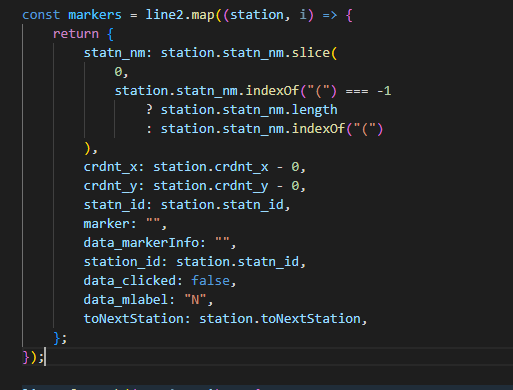 const markers = line2.map((station, i) => {
return {
statn_nm: station.statn_nm.slice(
0,
station.statn_nm.indexOf("(") === -1
? station.statn_nm.length
: station.statn_nm.indexOf("(")
),
crdnt_x: station.crdnt_x - 0,
crdnt_y: station.crdnt_y - 0,
statn_id: station.statn_id,
marker: "",
data_markerInfo: "",
station_id: station.statn_id,
data_clicked: false,
data_mlabel: "N",
toNextStation: station.toNextStation,
};
});